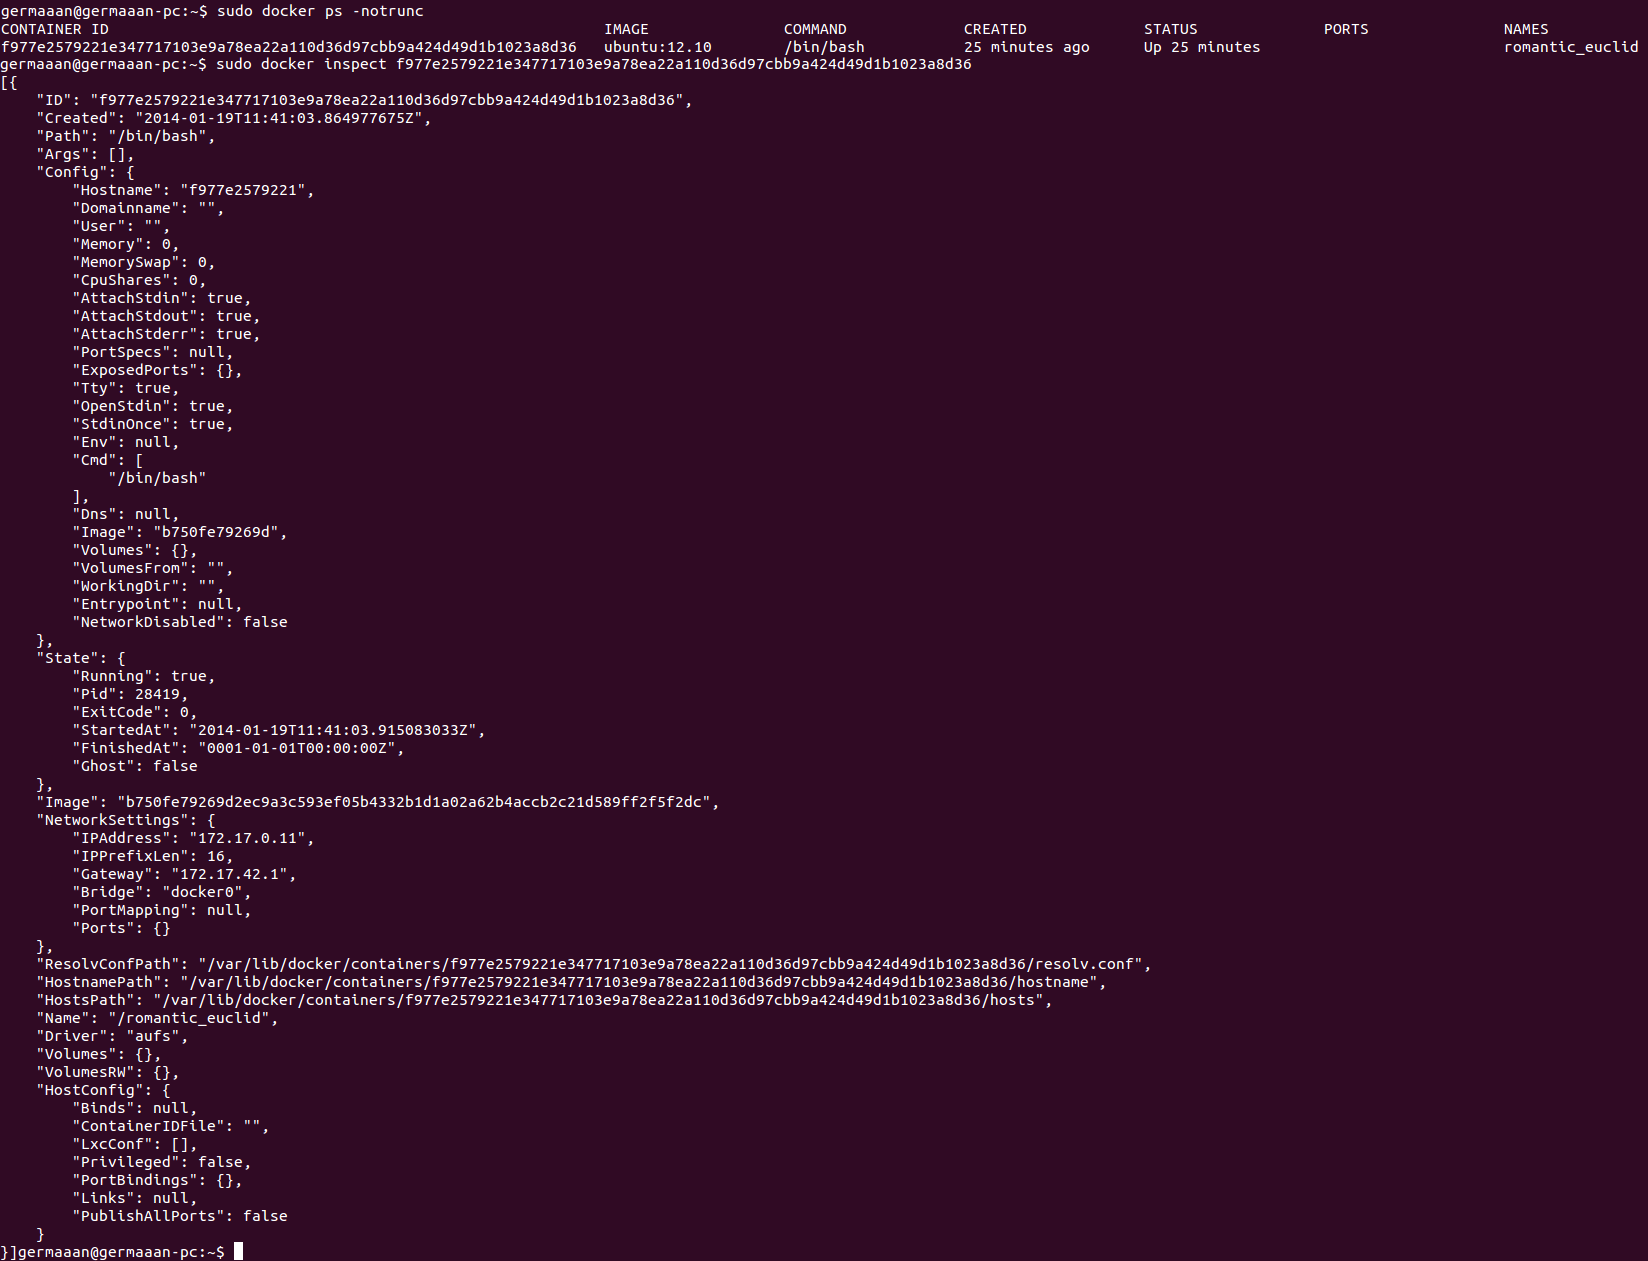 germaaan@germaaan-pc:~$ sudo docker ps -notrunc
CONTAINER ID                                                       IMAGE               COMMAND             CREATED             STATUS              PORTS               NAMES
f977e2579221e347717103e9a78ea22a110d36d97cbb9a424d49d1b1023a8d36   ubuntu:12.10        /bin/bash           25 minutes ago      Up 25 minutes                           romantic_euclid
germaaan@germaaan-pc:~$ sudo docker inspect f977e2579221e347717103e9a78ea22a110d36d97cbb9a424d49d1b1023a8d36
[{
    "ID": "f977e2579221e347717103e9a78ea22a110d36d97cbb9a424d49d1b1023a8d36",
    "Created": "2014-01-19T11:41:03.864977675Z",
    "Path": "/bin/bash",
    "Args": [],
    "Config": {
        "Hostname": "f977e2579221",
        "Domainname": "",
        "User": "",
        "Memory": 0,
        "MemorySwap": 0,
        "CpuShares": 0,
        "AttachStdin": true,
        "AttachStdout": true,
        "AttachStderr": true,
        "PortSpecs": null,
        "ExposedPorts": {},
        "Tty": true,
        "OpenStdin": true,
        "StdinOnce": true,
        "Env": null,
        "Cmd": [
            "/bin/bash"
        ],
        "Dns": null,
        "Image": "b750fe79269d",
        "Volumes": {},
        "VolumesFrom": "",
        "WorkingDir": "",
        "Entrypoint": null,
        "NetworkDisabled": false
    },
    "State": {
        "Running": true,
        "Pid": 28419,
        "ExitCode": 0,
        "StartedAt": "2014-01-19T11:41:03.915083033Z",
        "FinishedAt": "0001-01-01T00:00:00Z",
        "Ghost": false
    },
    "Image": "b750fe79269d2ec9a3c593ef05b4332b1d1a02a62b4accb2c21d589ff2f5f2dc",
    "NetworkSettings": {
        "IPAddress": "172.17.0.11",
        "IPPrefixLen": 16,
        "Gateway": "172.17.42.1",
        "Bridge": "docker0",
        "PortMapping": null,
        "Ports": {}
    },
    "ResolvConfPath": "/var/lib/docker/containers/f977e2579221e347717103e9a78ea22a110d36d97cbb9a424d49d1b1023a8d36/resolv.conf",
    "HostnamePath": "/var/lib/docker/containers/f977e2579221e347717103e9a78ea22a110d36d97cbb9a424d49d1b1023a8d36/hostname",
    "HostsPath": "/var/lib/docker/containers/f977e2579221e347717103e9a78ea22a110d36d97cbb9a424d49d1b1023a8d36/hosts",
    "Name": "/romantic_euclid",
    "Driver": "aufs",
    "Volumes": {},
    "VolumesRW": {},
    "HostConfig": {
        "Binds": null,
        "ContainerIDFile": "",
        "LxcConf": [],
        "Privileged": false,
        "PortBindings": {},
        "Links": null,
        "PublishAllPorts": false
    }
}]germaaan@germaaan-pc:~$